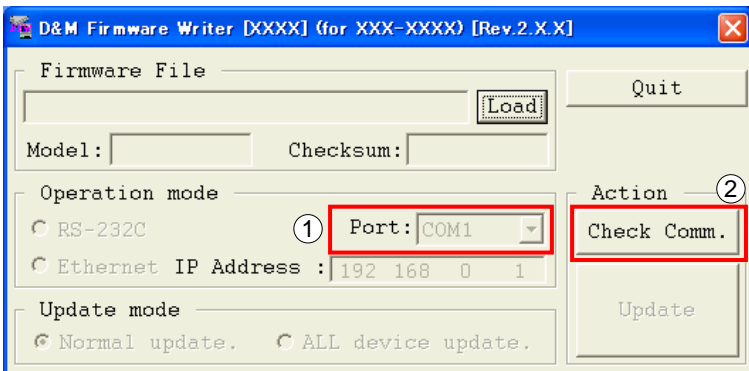 D&M Firmware Writer [XXXX] (for XXX-XXXX) [Rev.2.X.X]
Firmware File
Load
Quit
Model:
Checksum:
Operation mode
RS-232C
① Port: COM1
Ethernet IP Address : 192 168 0 1
Action ②
Check Comm.
Update
Update mode
Normal update. ALL device update.